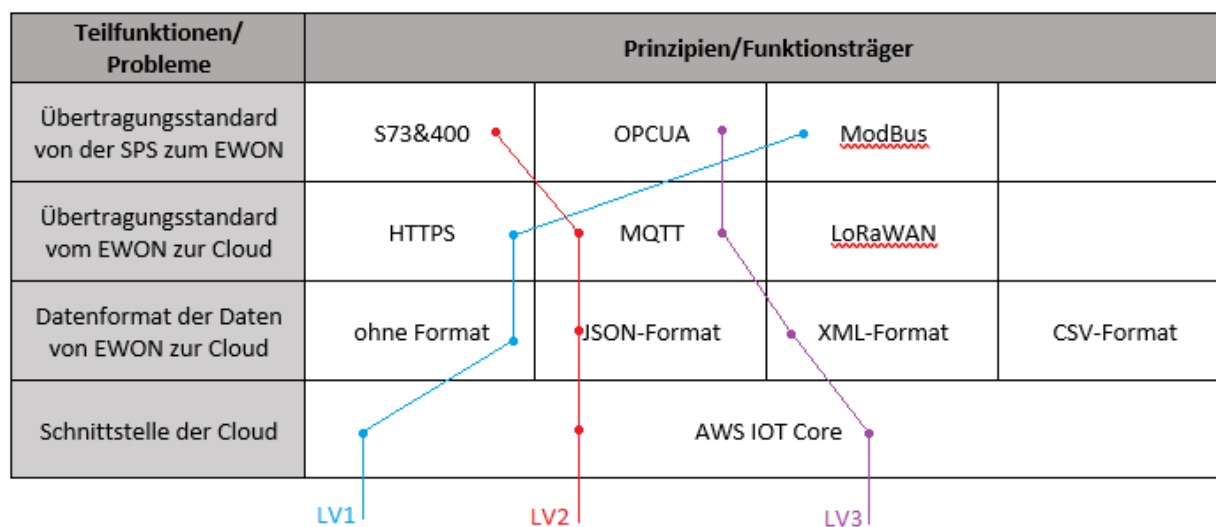 Teilfunktionen/
Probleme
Prinzipien/Funktionsträger
Übertragungsstandard
von der SPS zum EWON
S73&400
OPCUA
ModBus
Übertragungsstandard
vom EWON zur Cloud
HTTPS
MQTT
LoRaWAN
Datenformat der Daten
von EWON zur Cloud
ohne Format
JSON-Format
XML-Format
CSV-Format
Schnittstelle der Cloud
AWS IOT Core
LV1
LV2
LV3